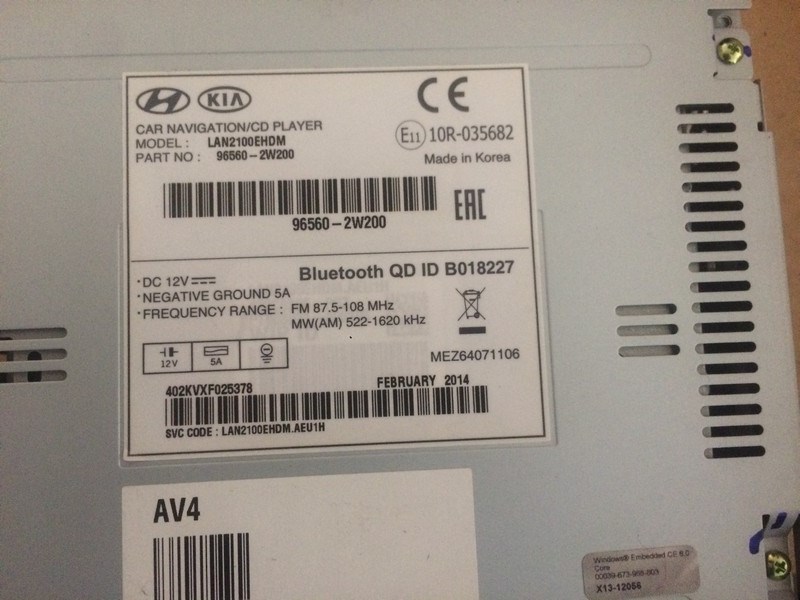 HYUNDAI KIA CE
CAR NAVIGATION/CD PLAYER
MODEL : LAN2100EHDM
PART NO : 96560-2W200
E11 10R-035682
Made in Korea
96560-2W200
EAC
Bluetooth QD ID B018227
·DC 12V
·NEGATIVE GROUND 5A
·FREQUENCY RANGE : FM 87.5-108 MHz
MW(AM) 522-1620 kHz
12V 5A
MEZ64071106
402KVXF025378 FEBRUARY 2014
SVC CODE : LAN2100EHDM.AEU1H
AV4
Windows® Embedded CE 6.0
Core
X13-12056